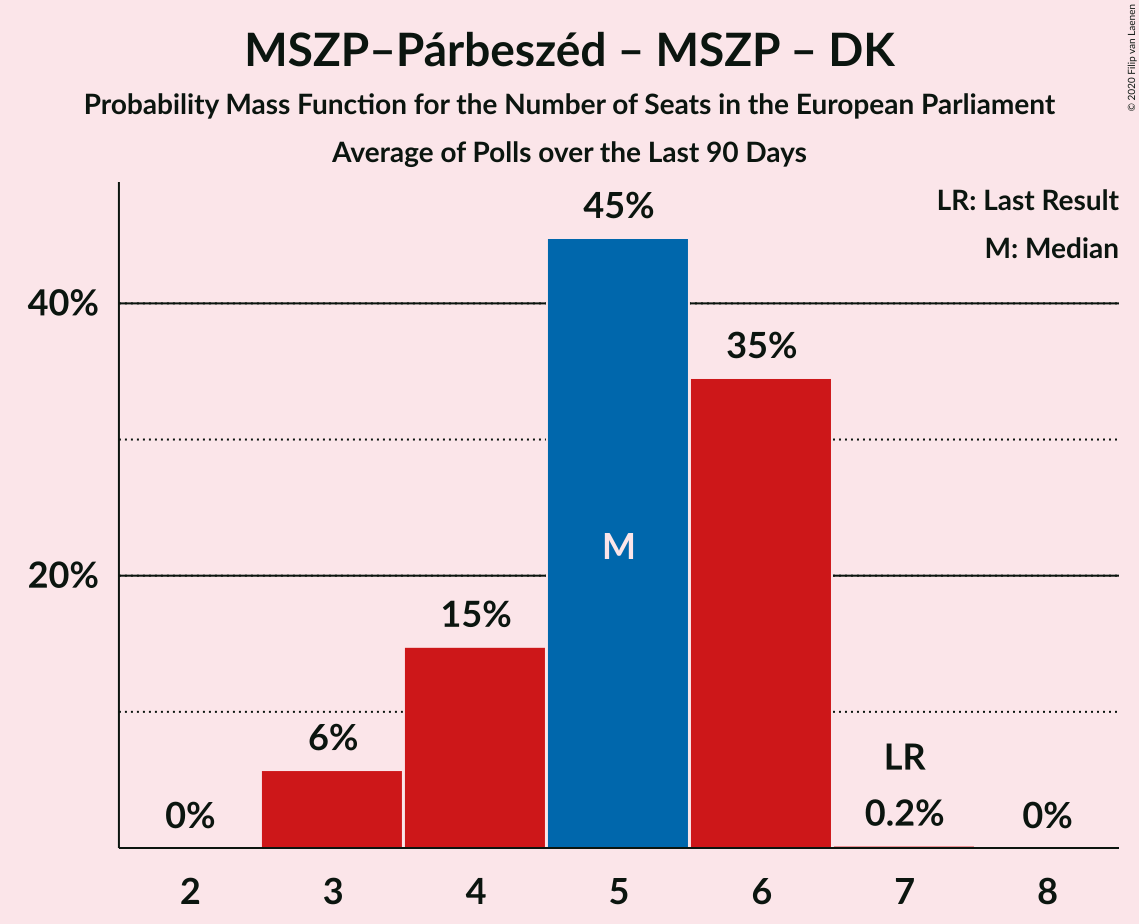 MSZP–Párbeszéd – MSZP – DK
Probability Mass Function for the Number of Seats in the European Parliament
Average of Polls over the Last 90 Days
© 2020 Filip van Laenen
LR: Last Result
M: Median
45%
40%
35%
M
20%
15%
6%
LR
0%
0.2%
0%
2 3 4 5 6 7 8